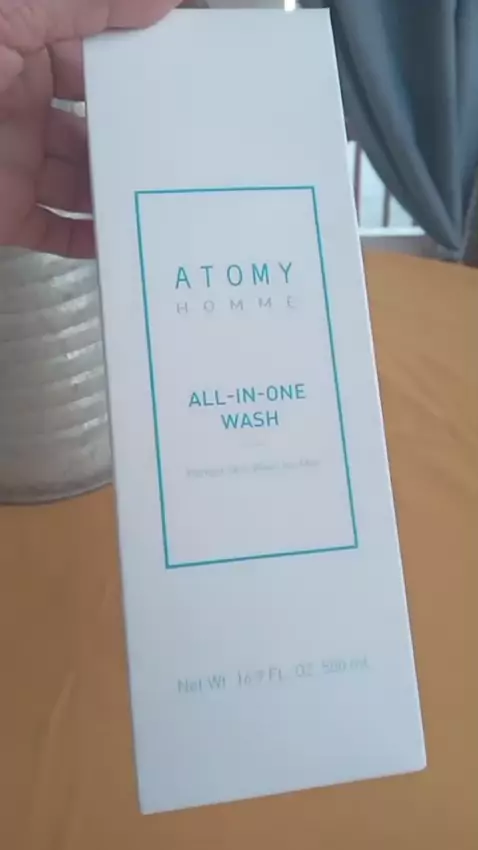 ATOMY
HOMME
ALL-IN-ONE
WASH
Net Wt. 16.9 FL. OZ. 500 mL